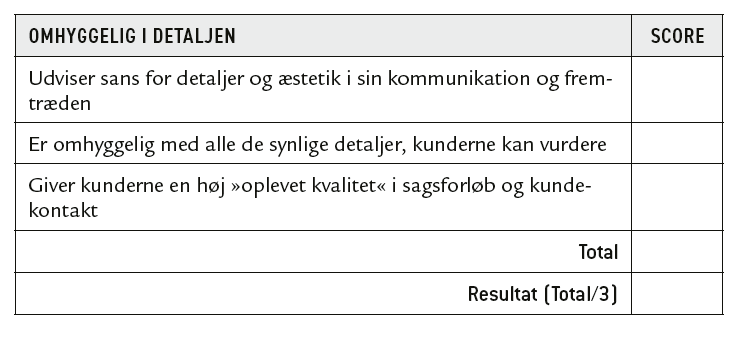 OMHYGGELIG I DETALJEN SCORE
Udviser sans for detaljer og æstetik i sin kommunikation og frem-
træden
Er omhyggelig med alle de synlige detaljer, kunderne kan vurdere
Giver kunderne en høj »oplevet kvalitet« i sagsforløb og kunde-
kontakt
Total
Resultat (Total/3)